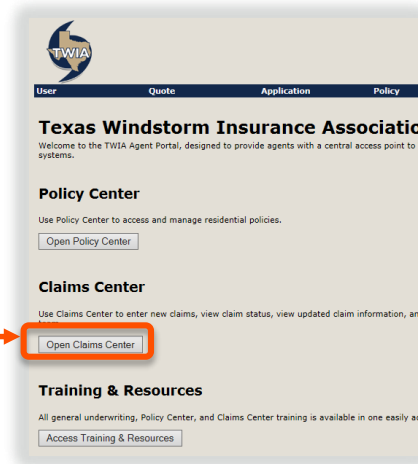 TWIA
User Quote Application Policy
Texas Windstorm Insurance Associatio
Welcome to the TWIA Agent Portal, designed to provide agents with a central access point to
systems.
Policy Center
Use Policy Center to access and manage residential policies.
Open Policy Center
Claims Center
Use Claims Center to enter new claims, view claim status, view updated claim information, an
Open Claims Center
Training & Resources
All general underwriting, Policy Center, and Claims Center training is available in one easily a
Access Training & Resources